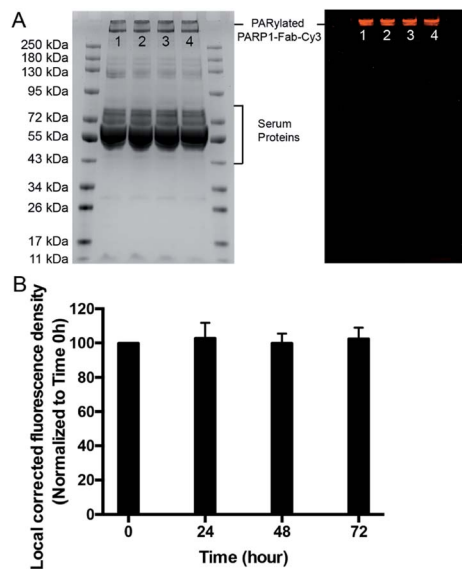 A
PARylated
PARP1-Fab-Cy3
250 kDa
180 kDa
130 kDa
95 kDa
72 kDa
55 kDa
43 kDa
34 kDa
26 kDa
17 kDa
11 kDa
1 2 3 4
Serum
Proteins
1 2 3 4
B
Local corrected fluorescence density
(Normalized to Time 0h)
120
100
80
60
40
20
0
0 24 48 72
Time (hour)